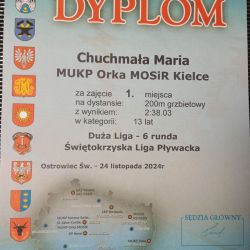 DYPLOM
Chuchmała Maria
MUKP Orka MOSiR Kielce
za zajęcie 1. miejsca
na dystansie: 200m grzbietowy
z wynikiem: 2:38.03
w kategorii: 13 lat
Duża Liga - 6 runda
Świętokrzyska Liga Pływacka
Ostrowiec Św. - 24 listopada 2024r
SĘDZIA GŁÓWNY